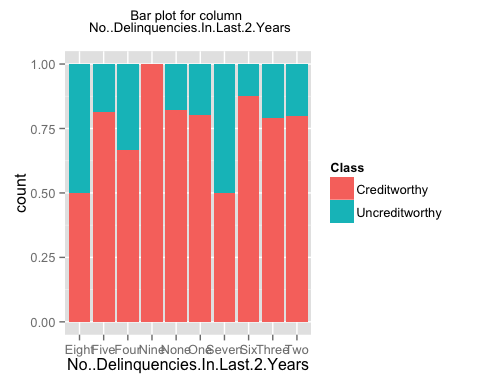 Bar plot for column
No..Delinquencies.In.Last.2.Years
1.00
0.75
0.50
0.25
0.00
count
Eight Five Four Nine None One Seven Six Three Two
No..Delinquencies.In.Last.2.Years
Class
Creditworthy
Uncreditworthy